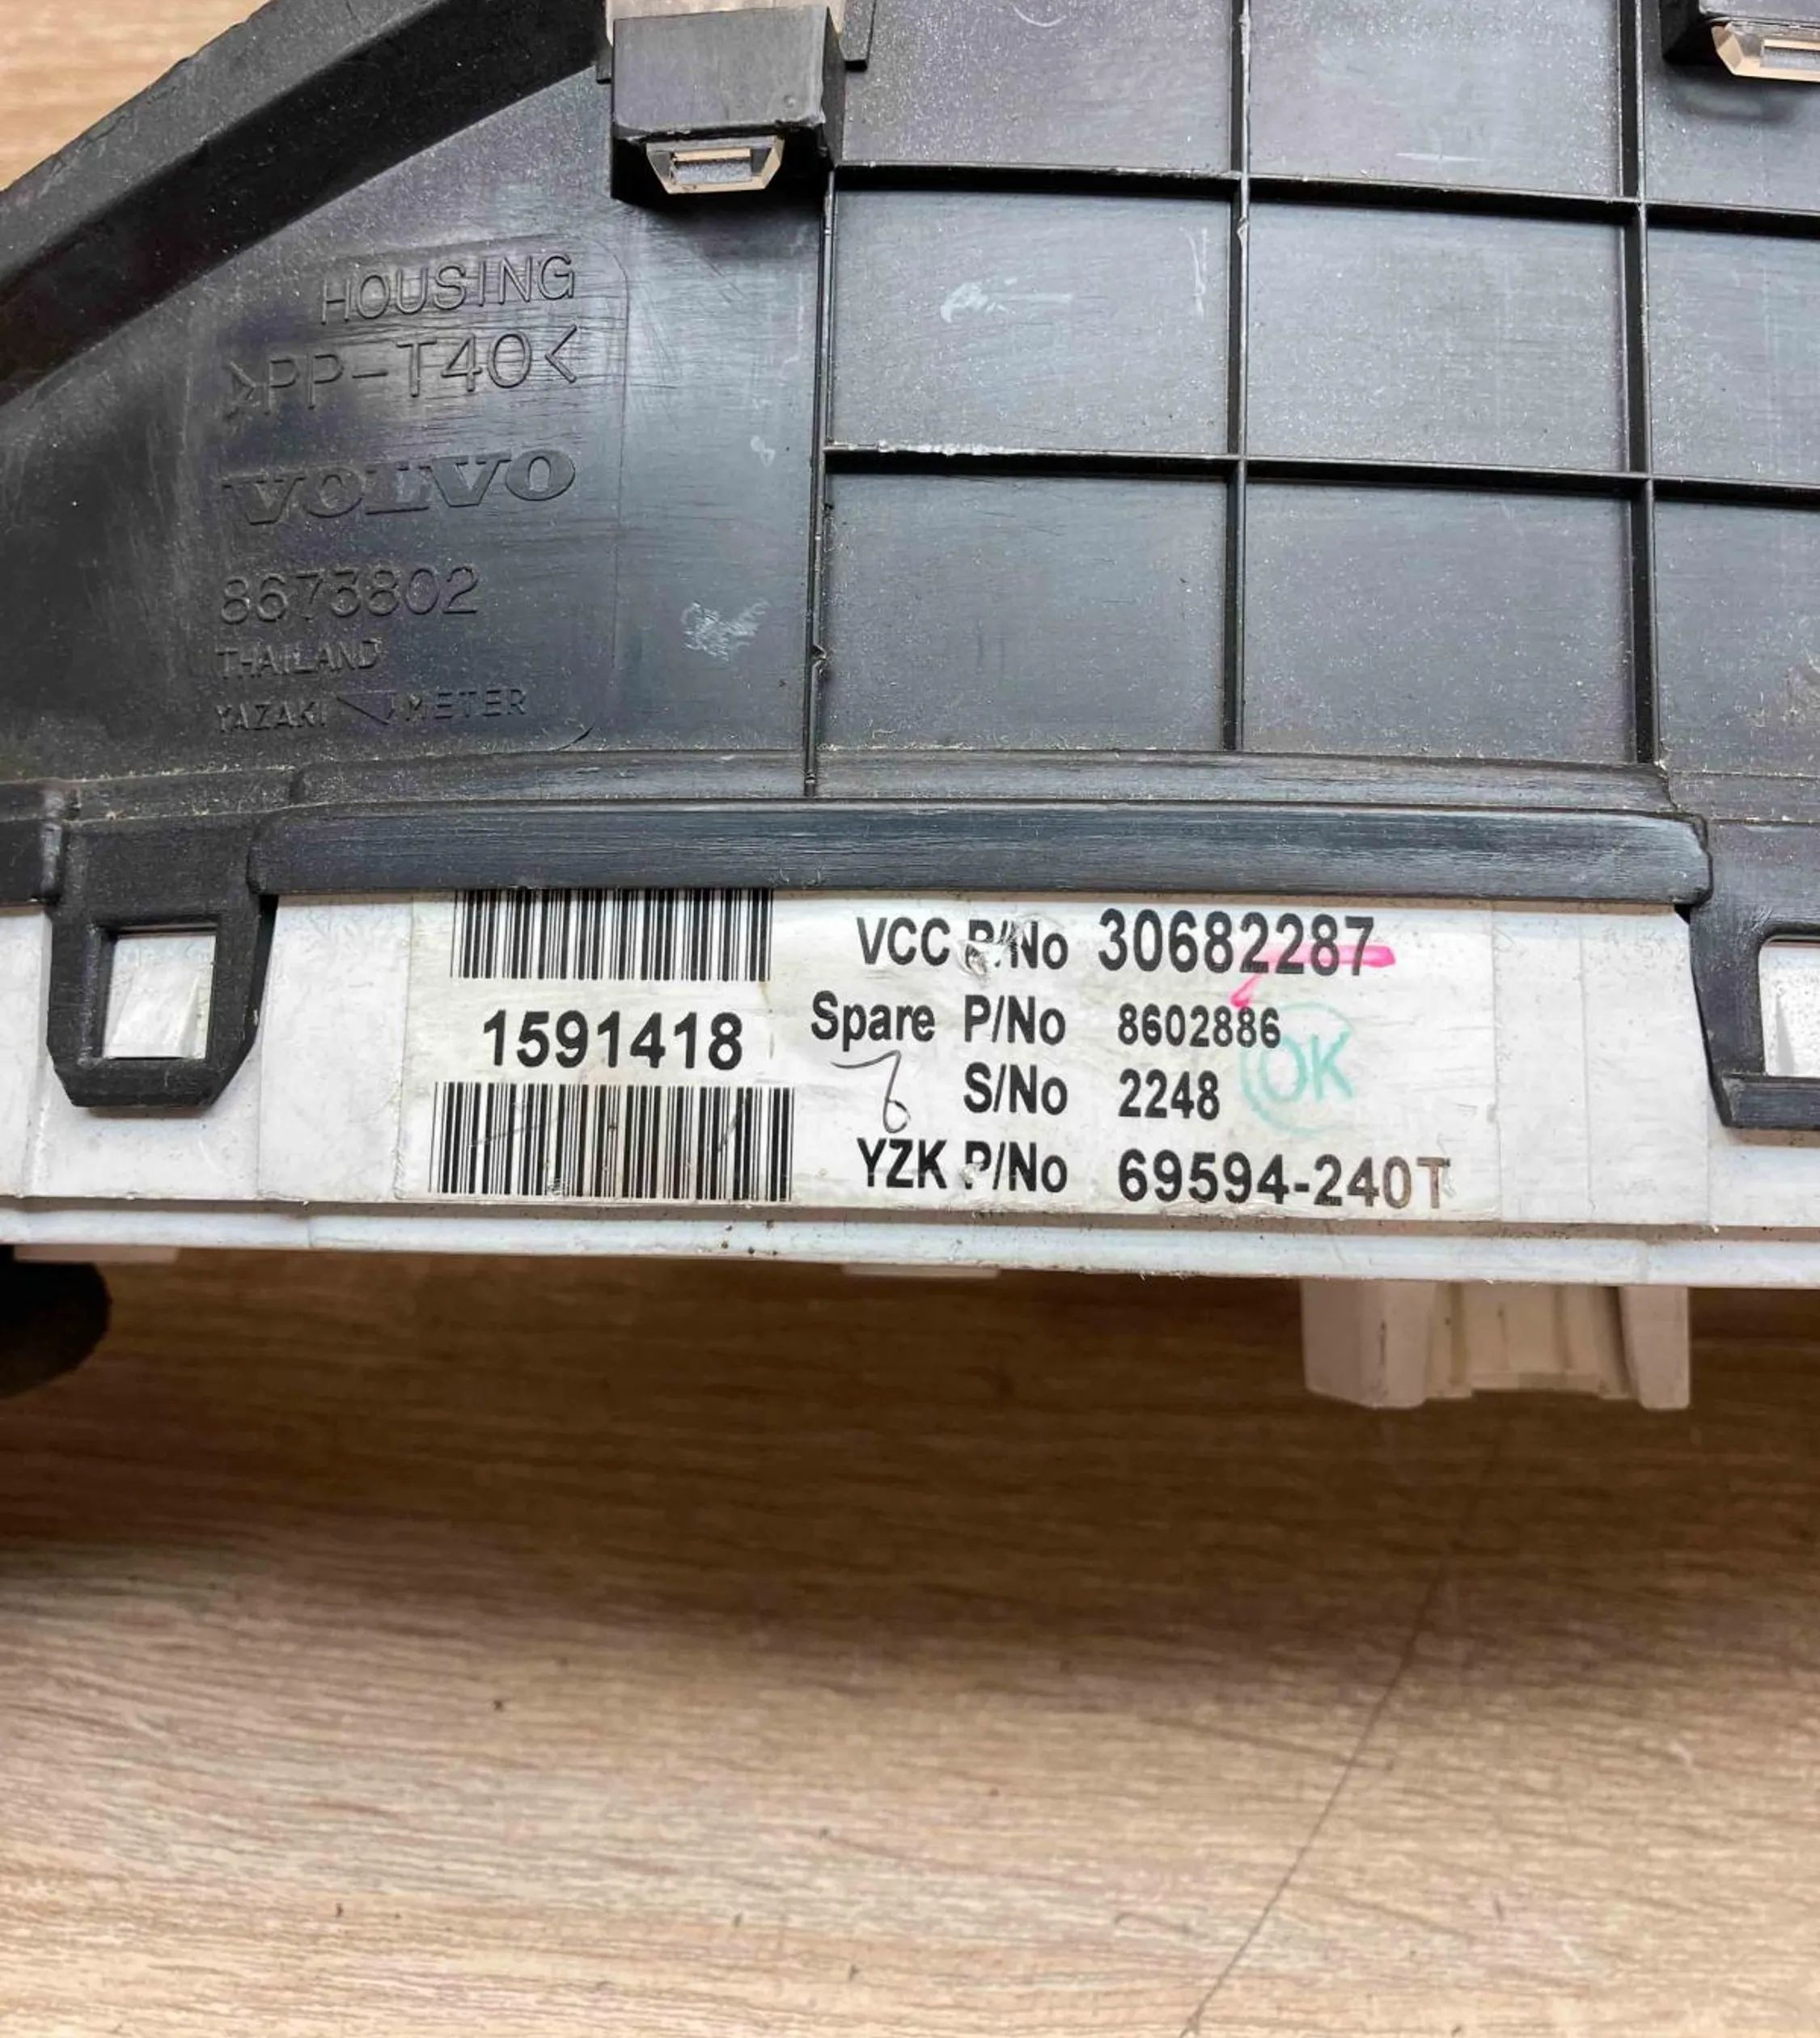 HOUSING
>PP-T40<
VOLVO
8673802
THAILAND
YAZAKI METER
1591418
VCC P/No 30682287
Spare P/No 8602886
6
S/No 2248
OK
YZK P/No 69594-240T